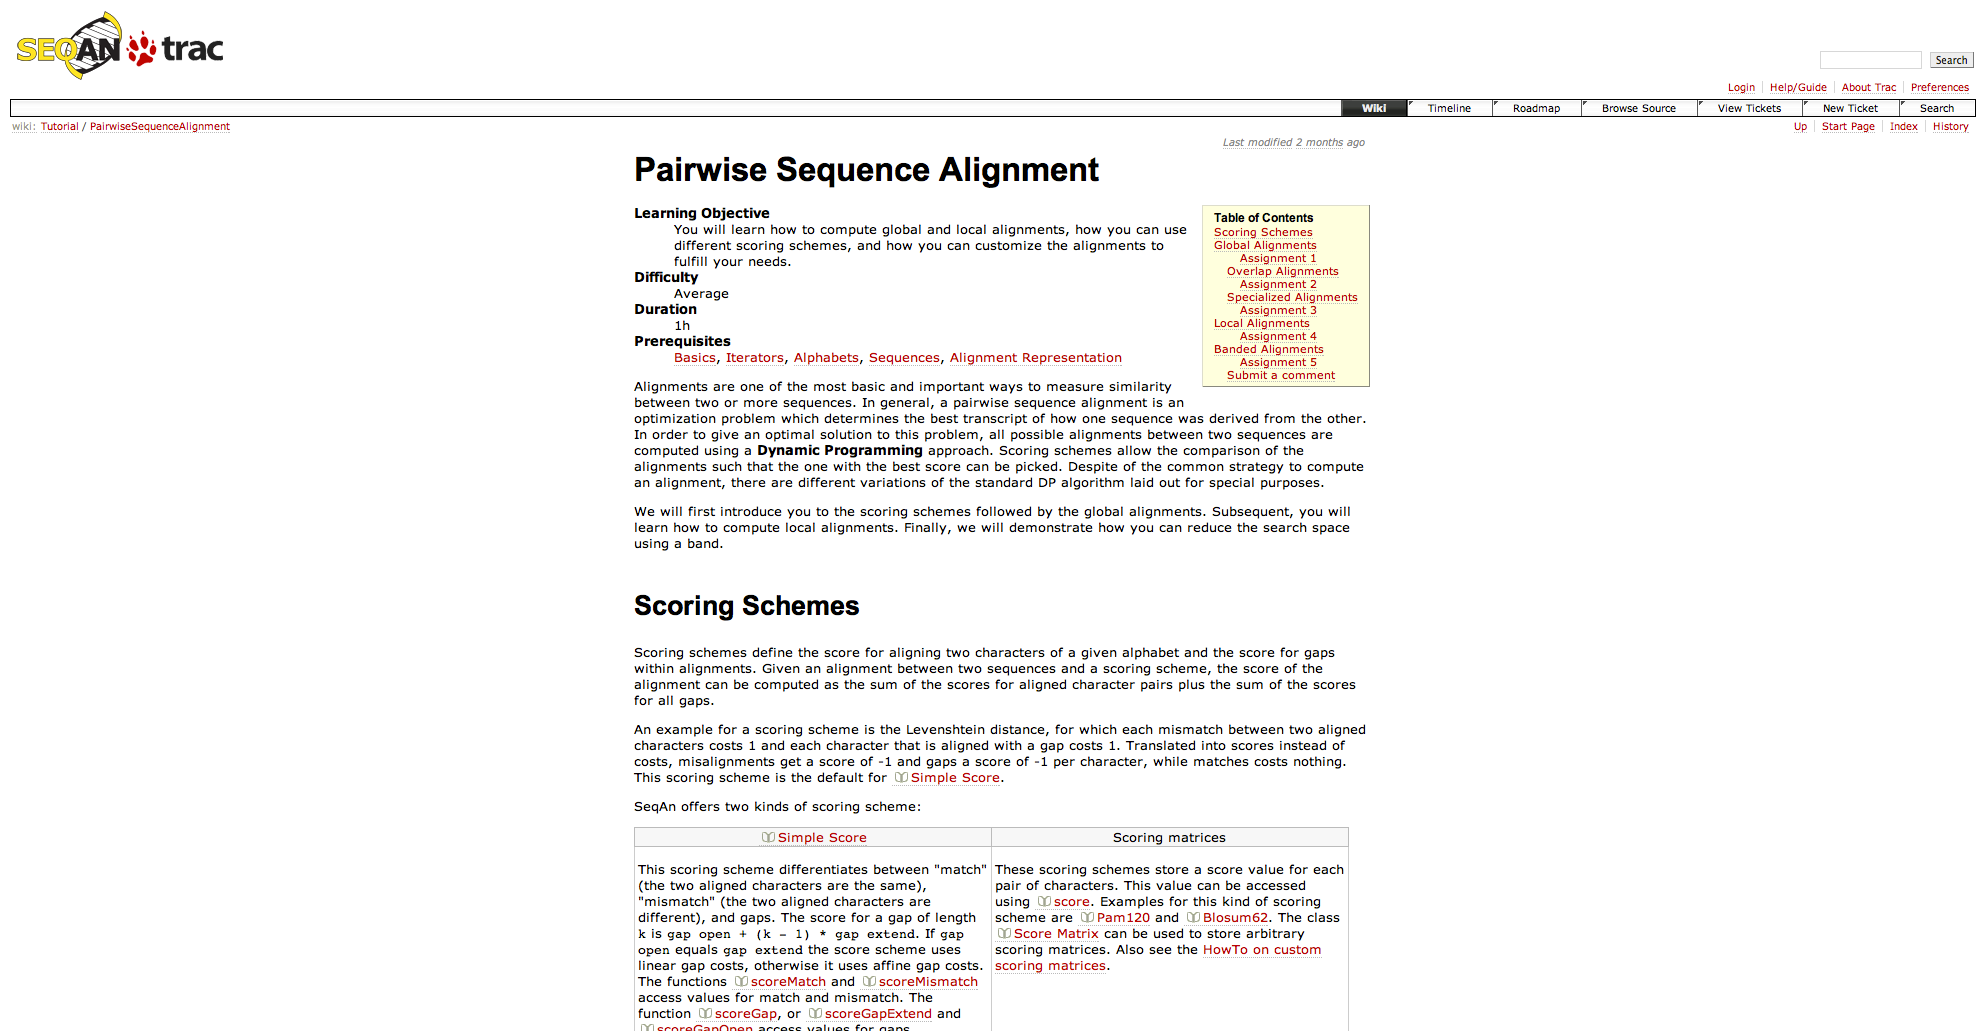 SEQAN trac
Search
Login Help/Guide About Trac Preferences
Wiki Timeline Roadmap Browse Source View Tickets New Ticket Search
wiki: Tutorial / PairwiseSequenceAlignment
Up Start Page Index History
Last modified 2 months ago
Pairwise Sequence Alignment
Learning Objective
You will learn how to compute global and local alignments, how you can use
different scoring schemes, and how you can customize the alignments to
fulfill your needs.
Difficulty
Average
Duration
1h
Prerequisites
Basics, Iterators, Alphabets, Sequences, Alignment Representation
Table of Contents
Scoring Schemes
Global Alignments
Assignment 1
Overlap Alignments
Assignment 2
Specialized Alignments
Assignment 3
Local Alignments
Assignment 4
Banded Alignments
Assignment 5
Submit a comment
Alignments are one of the most basic and important ways to measure similarity
between two or more sequences. In general, a pairwise sequence alignment is an
optimization problem which determines the best transcript of how one sequence was derived from the other.
In order to give an optimal solution to this problem, all possible alignments between two sequences are
computed using a Dynamic Programming approach. Scoring schemes allow the comparison of the
alignments such that the one with the best score can be picked. Despite of the common strategy to compute
an alignment, there are different variations of the standard DP algorithm laid out for special purposes.
We will first introduce you to the scoring schemes followed by the global alignments. Subsequent, you will
learn how to compute local alignments. Finally, we will demonstrate how you can reduce the search space
using a band.
Scoring Schemes
Scoring schemes define the score for aligning two characters of a given alphabet and the score for gaps
within alignments. Given an alignment between two sequences and a scoring scheme, the score of the
alignment can be computed as the sum of the scores for aligned character pairs plus the sum of the scores
for all gaps.
An example for a scoring scheme is the Levenshtein distance, for which each mismatch between two aligned
characters costs 1 and each character that is aligned with a gap costs 1. Translated into scores instead of
costs, misalignments get a score of -1 and gaps a score of -1 per character, while matches costs nothing.
This scoring scheme is the default for Simple Score.
SeqAn offers two kinds of scoring scheme:
Simple Score
This scoring scheme differentiates between "match"
(the two aligned characters are the same),
"mismatch" (the two aligned characters are
different), and gaps. The score for a gap of length
k is gap open + (k - 1) * gap extend. If gap
open equals gap extend the score scheme uses
linear gap costs, otherwise it uses affine gap costs.
The functions scoreMatch and scoreMismatch
access values for match and mismatch. The
function scoreGap, or scoreGapExtend and
scoreGapOpen access values for gaps.
Scoring matrices
These scoring schemes store a score value for each
pair of characters. This value can be accessed
using score. Examples for this kind of scoring
scheme are Pam120 and Blosum62. The class
Score Matrix can be used to store arbitrary
scoring matrices. Also see the HowTo on custom
scoring matrices.